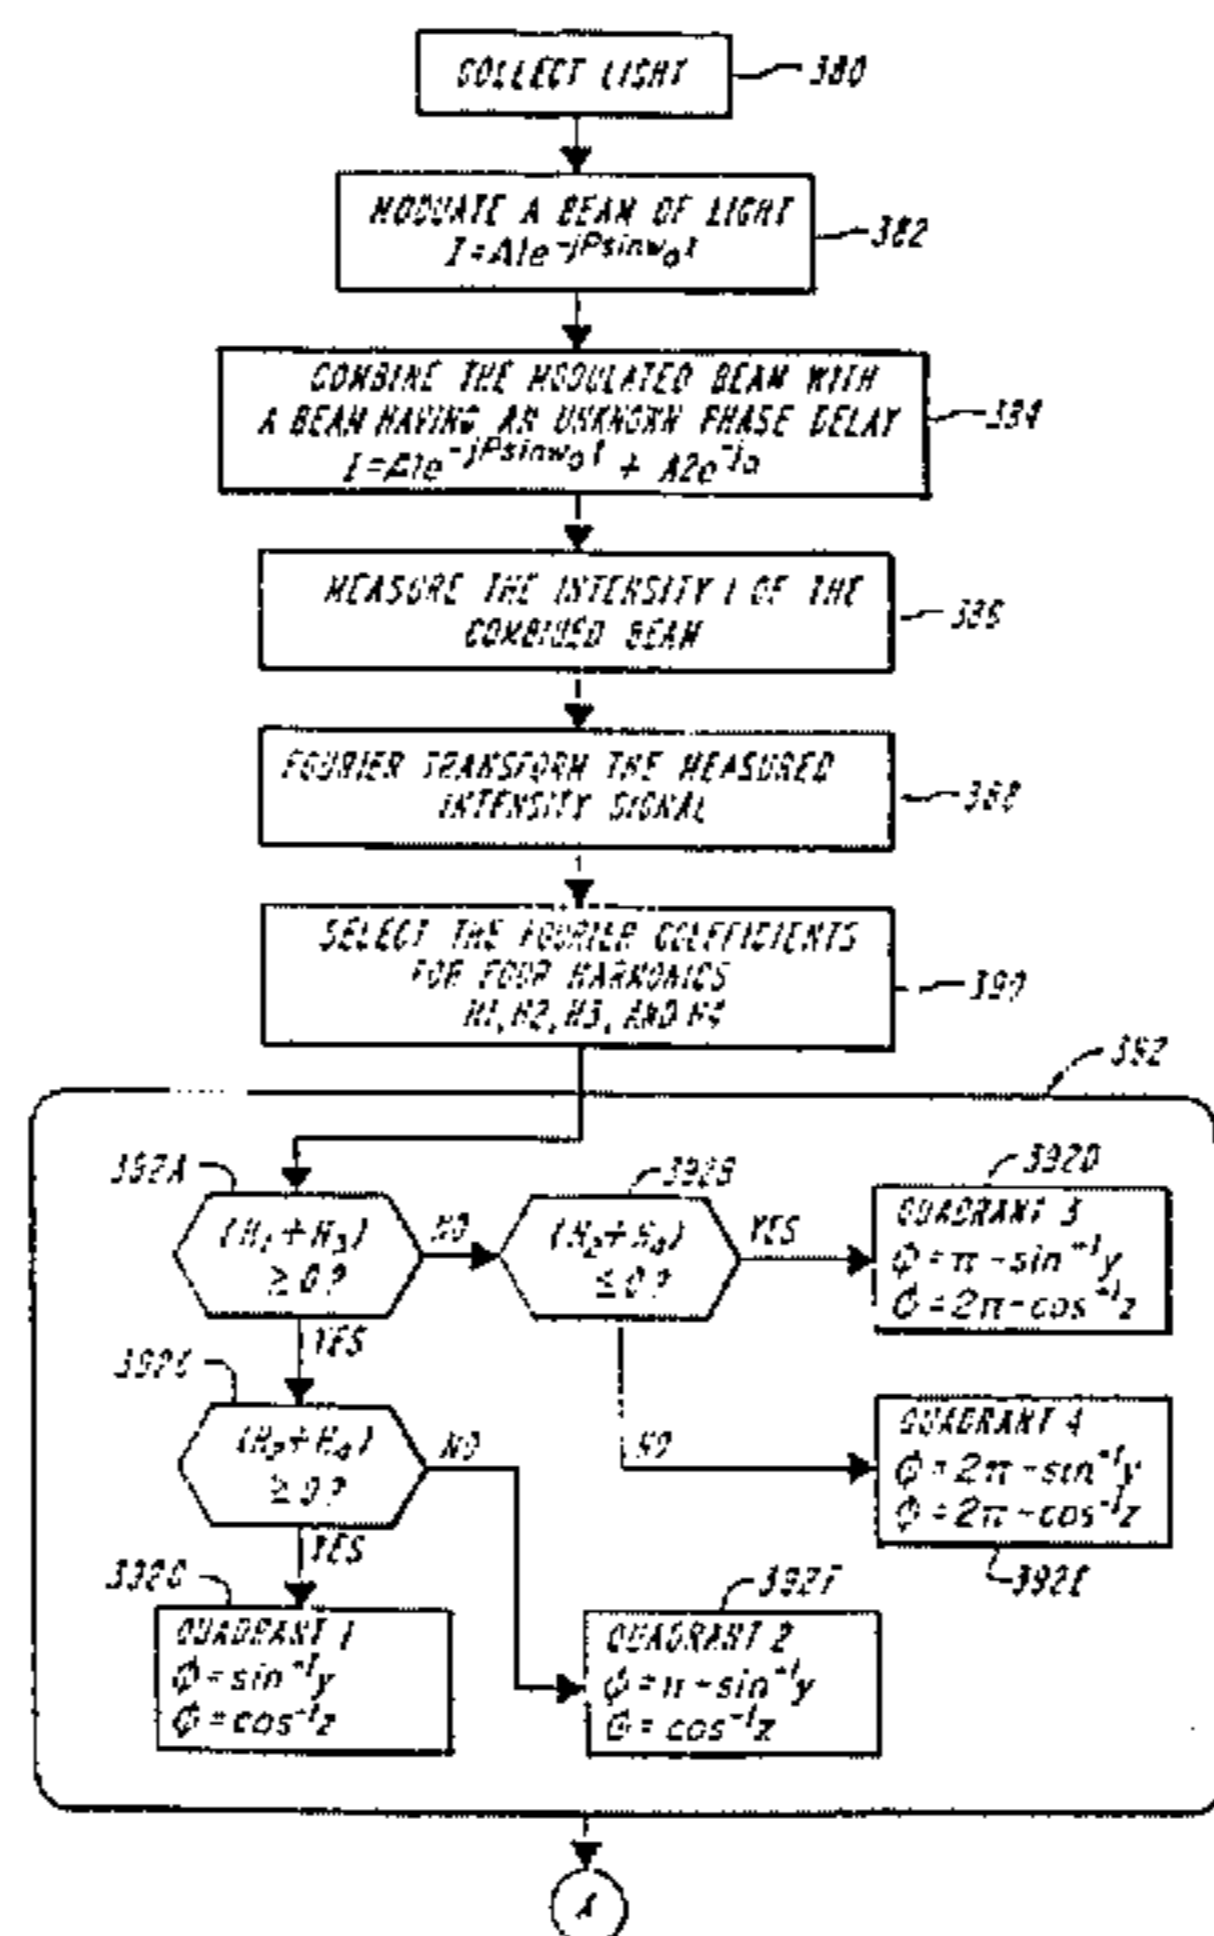 COLLECT LIGHT
380
MODUATE A BEAM OF LIGHT
I=A1e^-jPsinw₀t
382
COMBINE THE MODULATED BEAM WITH
A BEAM HAVING AN UNKNOWN PHASE DELAY
I=A1e^-jPsinw₀t + A2e^-jo
384
MEASURE THE INTENSITY I OF THE
COMBINED BEAM
386
FOURIER TRANSFORM THE MEASURED
INTENSITY SIGNAL
388
SELECT THE FOURIER COEFFICIENTS
FOR FOUR HARMONICS
H1, H2, H3, AND H4
390
392
392A
(H₁+H₃)
≥0?
NO
392B
(H₂+H₄)
≤0?
YES
392D
QUADRANT 3
ϕ=π-sin⁻¹y
ϕ=2π-cos⁻¹z
YES
392C
(H₂+H₄)
≥0?
NO
NO
QUADRANT 4
ϕ=2π-sin⁻¹y
ϕ=2π-cos⁻¹z
392E
YES
392G
QUADRANT 1
ϕ=sin⁻¹y
ϕ=cos⁻¹z
392F
QUADRANT 2
ϕ=π-sin⁻¹y
ϕ=cos⁻¹z